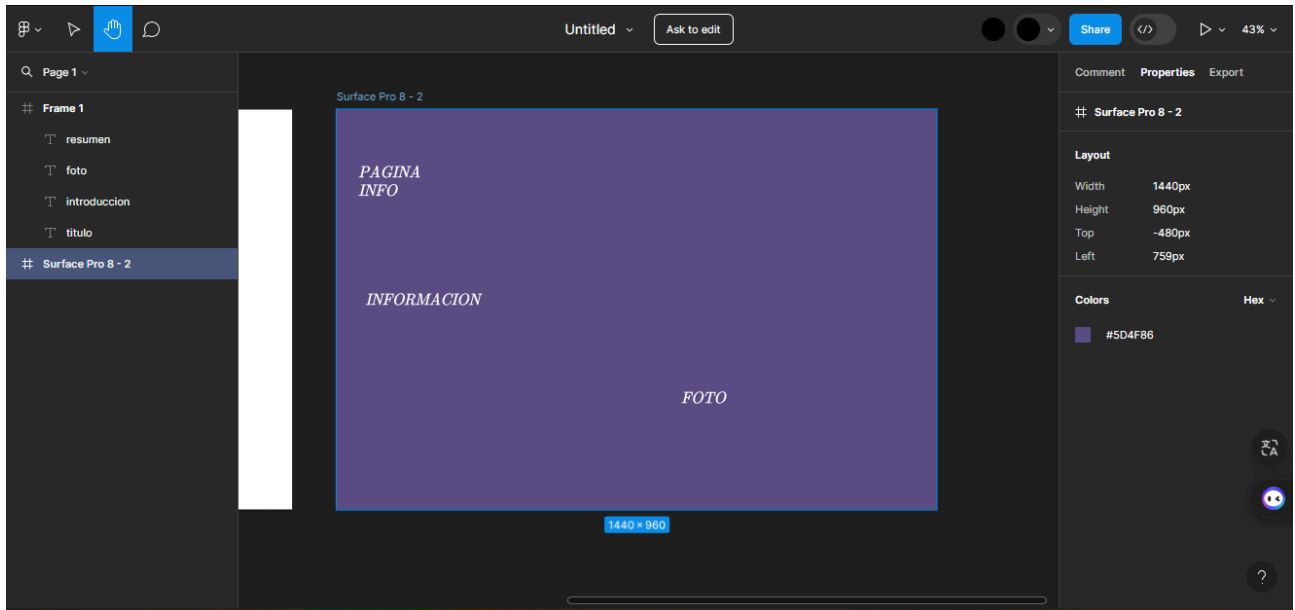 Untitled
Ask to edit
Share
</>
43%
Page 1
Frame 1
T resumen
T foto
T introduccion
T titulo
Surface Pro 8 - 2
Surface Pro 8 - 2
PAGINA
INFO
INFORMACION
FOTO
1440 × 960
Comment Properties Export
Surface Pro 8 - 2
Layout
Width 1440px
Height 960px
Top -480px
Left 759px
Colors Hex
#5D4F86
文A
?